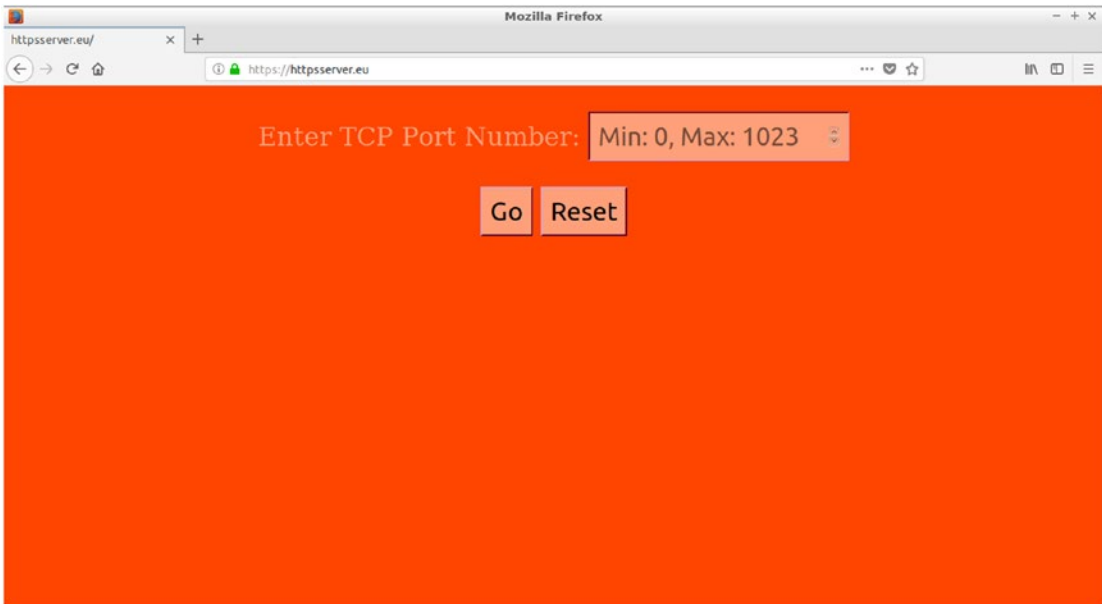 Mozilla Firefox
httpsserver.eu/
https://httpsserver.eu
Enter TCP Port Number: Min: 0, Max: 1023
Go Reset